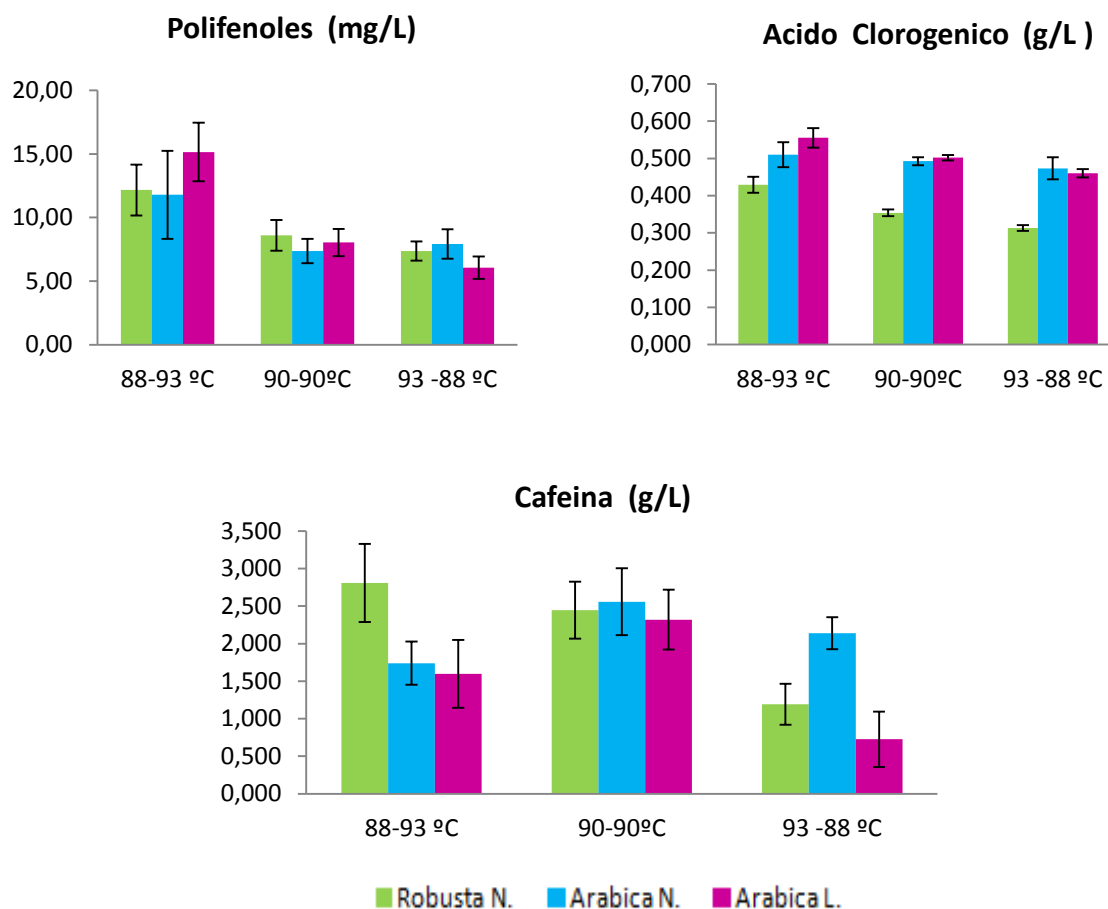 Polifenoles (mg/L)
20,00
15,00
10,00
5,00
0,00
88-93 ºC
90-90ºC
93 -88 ºC
Acido Clorogenico (g/L )
0,700
0,600
0,500
0,400
0,300
0,200
0,100
0,000
88-93 ºC
90-90ºC
93 -88 ºC
Cafeina (g/L)
3,500
3,000
2,500
2,000
1,500
1,000
0,500
0,000
88-93 ºC
90-90ºC
93 -88 ºC
Robusta N. Arabica N. Arabica L.